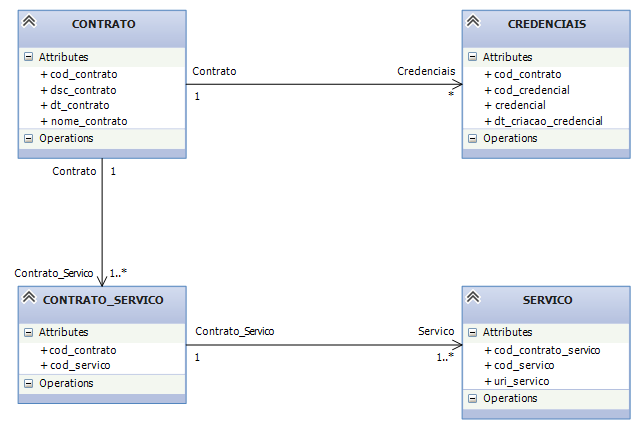 CONTRATO
Attributes
+ cod_contrato
+ dsc_contrato
+ dt_contrato
+ nome_contrato
Operations
Contrato
1
Credenciais
*
CREDENCIAIS
Attributes
+ cod_contrato
+ cod_credencial
+ credencial
+ dt_criacao_credencial
Operations
Contrato
1
Contrato_Servico
1..*
CONTRATO_SERVICO
Attributes
+ cod_contrato
+ cod_servico
Operations
Contrato_Servico
1
Servico
1..*
SERVICO
Attributes
+ cod_contrato_servico
+ cod_servico
+ uri_servico
Operations